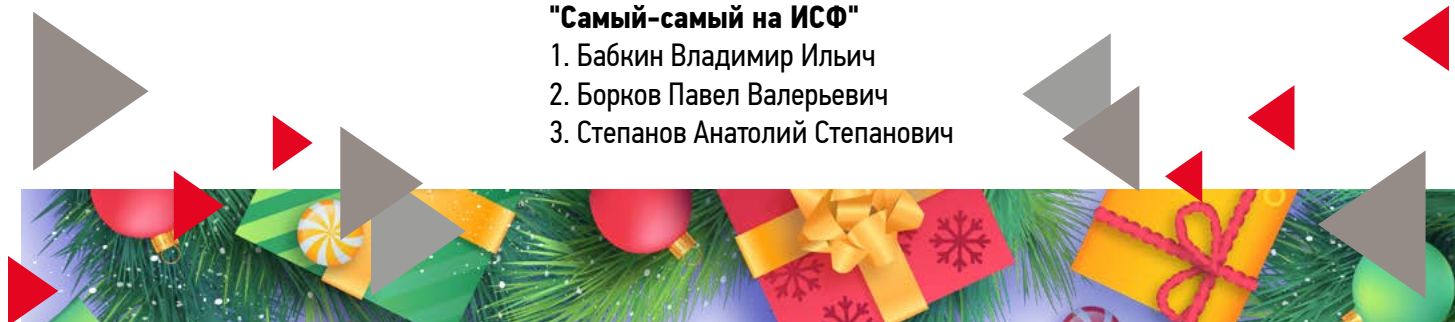 "Самый-самый на ИСФ"
1. Бабкин Владимир Ильич
2. Борков Павел Валерьевич
3. Степанов Анатолий Степанович